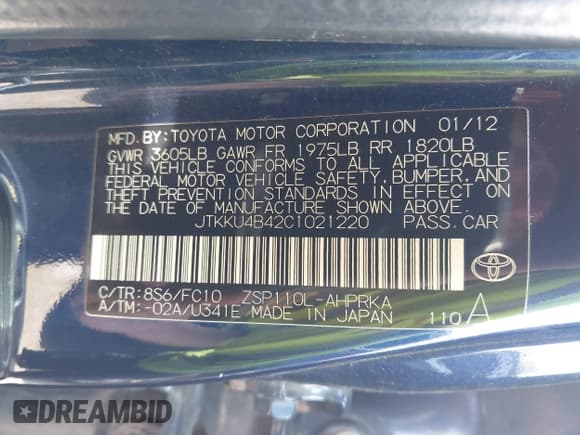 MFD. BY: TOYOTA MOTOR CORPORATION 01/12
GVWR 3605LB GAWR FR 1975LB RR 1820LB
THIS VEHICLE CONFORMS TO ALL APPLICABLE
FEDERAL MOTOR VEHICLE SAFETY, BUMPER, AND
THEFT PREVENTION STANDARDS IN EFFECT ON
THE DATE OF MANUFACTURE SHOWN ABOVE.
JTKKU4B42C1021220 PASS. CAR
C/TR: 8S6/FC10 ZSP110L-AHPRKA
A/TM: -02A/U341E MADE IN JAPAN 110 A
DREAMBID